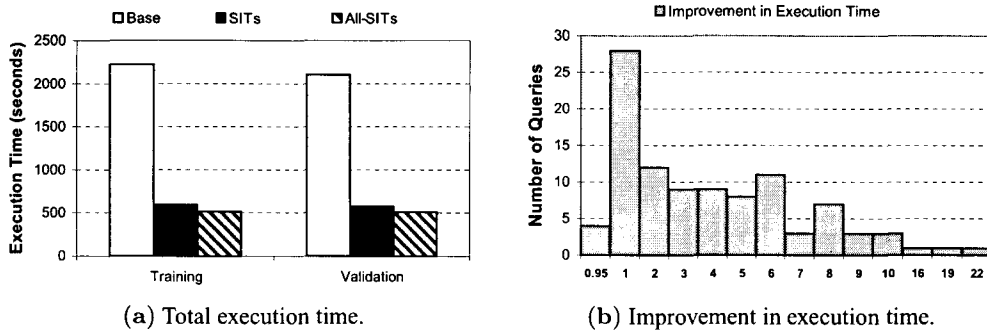 Base SITs All-SITs
Execution Time (seconds)
2500
2000
1500
1000
500
0
Training Validation
(a) Total execution time.
Improvement in Execution Time
Number of Queries
30
25
20
15
10
5
0
0.95 1 2 3 4 5 6 7 8 9 10 16 19 22
(b) Improvement in execution time.